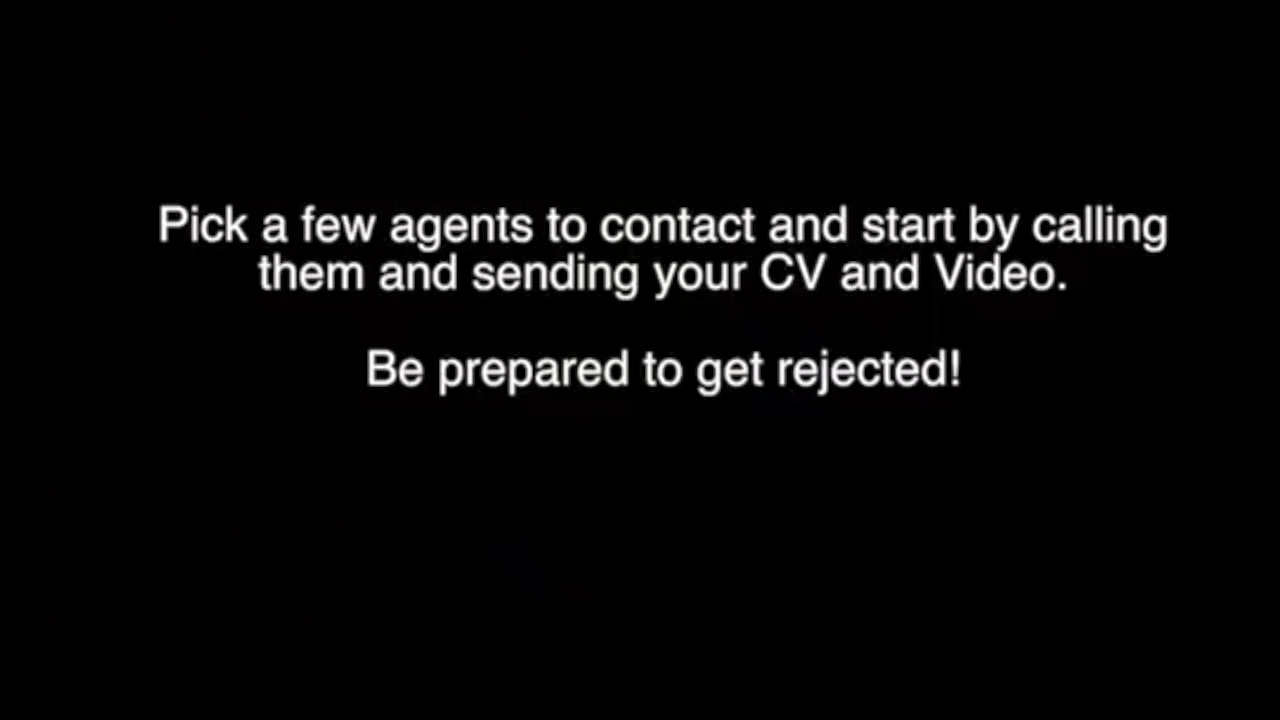 Pick a few agents to contact and start by calling
them and sending your CV and Video.
Be prepared to get rejected!